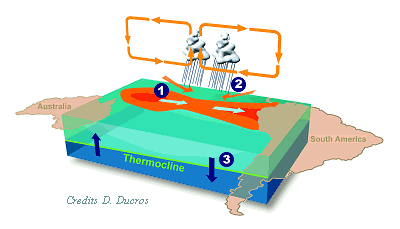 1
2
Australia
South America
3
Thermocline
Credits D. Ducros